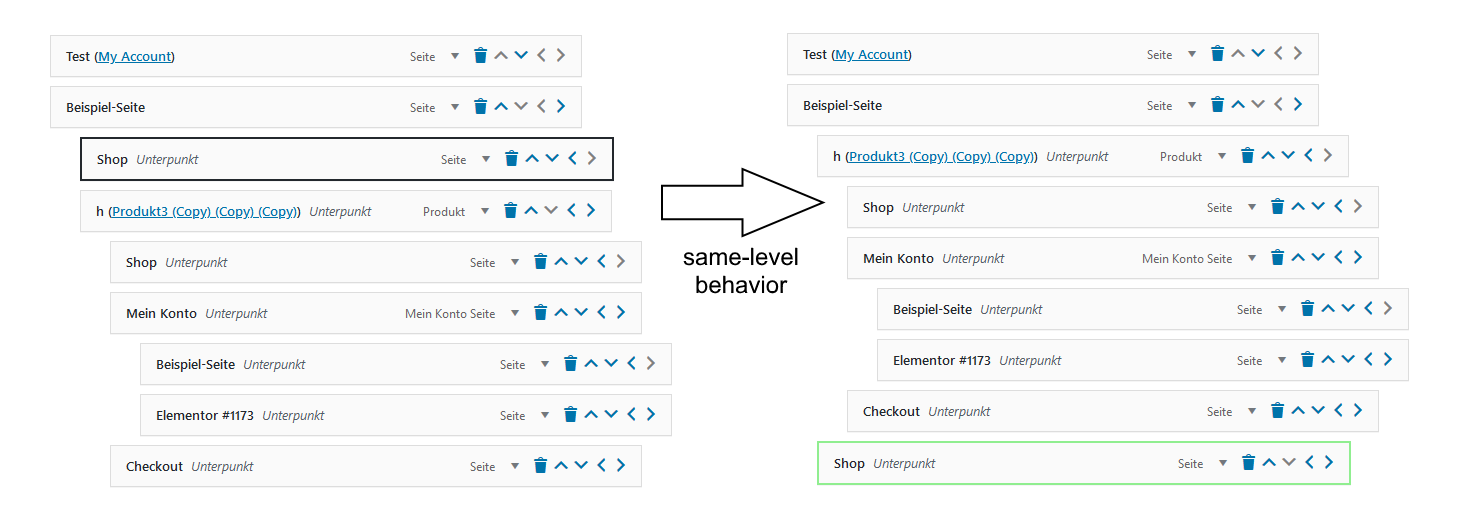 Test (My Account) Seite
Beispiel-Seite Seite
Shop Unterpunkt Seite
h (Produkt3 (Copy) (Copy) (Copy)) Unterpunkt Produkt
Shop Unterpunkt Seite
Mein Konto Unterpunkt Mein Konto Seite
Beispiel-Seite Unterpunkt Seite
Elementor #1173 Unterpunkt Seite
Checkout Unterpunkt Seite
same-level
behavior
Test (My Account) Seite
Beispiel-Seite Seite
h (Produkt3 (Copy) (Copy) (Copy)) Unterpunkt Produkt
Shop Unterpunkt Seite
Mein Konto Unterpunkt Mein Konto Seite
Beispiel-Seite Unterpunkt Seite
Elementor #1173 Unterpunkt Seite
Checkout Unterpunkt Seite
Shop Unterpunkt Seite